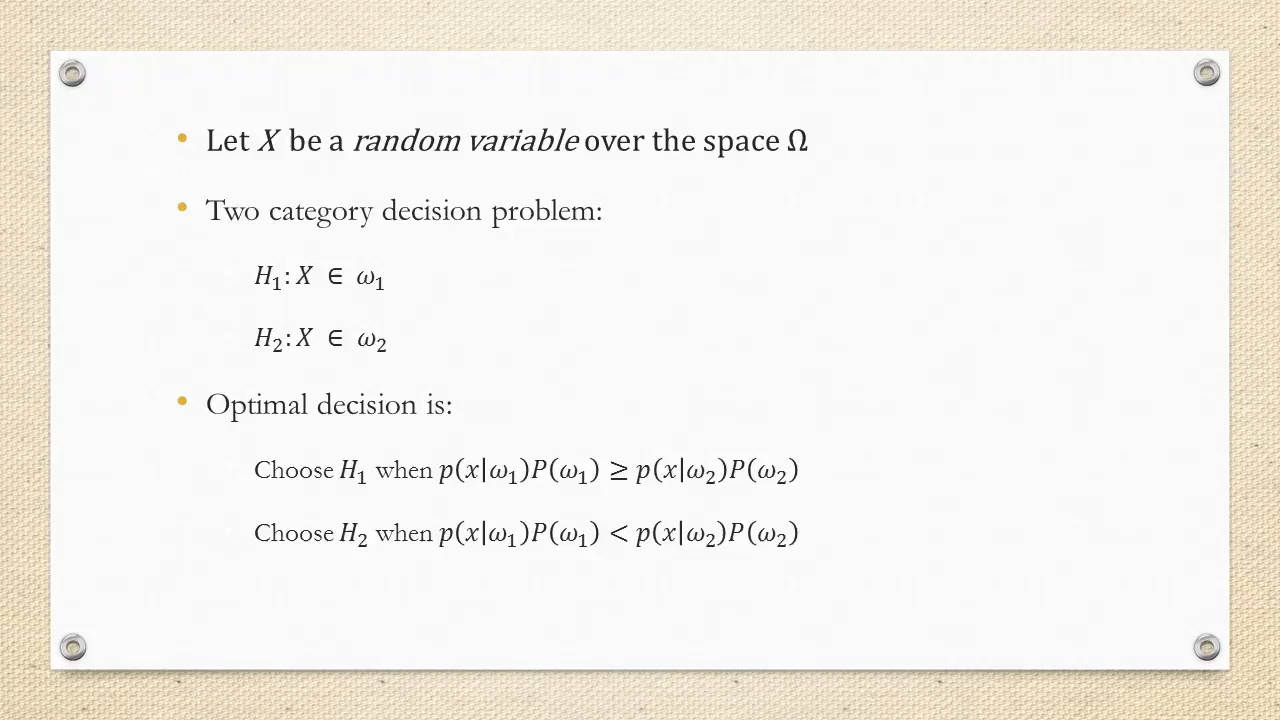 • Let X be a random variable over the space Ω
• Two category decision problem:
H₁: X ∈ ω₁
H₂: X ∈ ω₂
• Optimal decision is:
Choose H₁ when p(x|ω₁)P(ω₁) ≥ p(x|ω₂)P(ω₂)
Choose H₂ when p(x|ω₁)P(ω₁) < p(x|ω₂)P(ω₂)